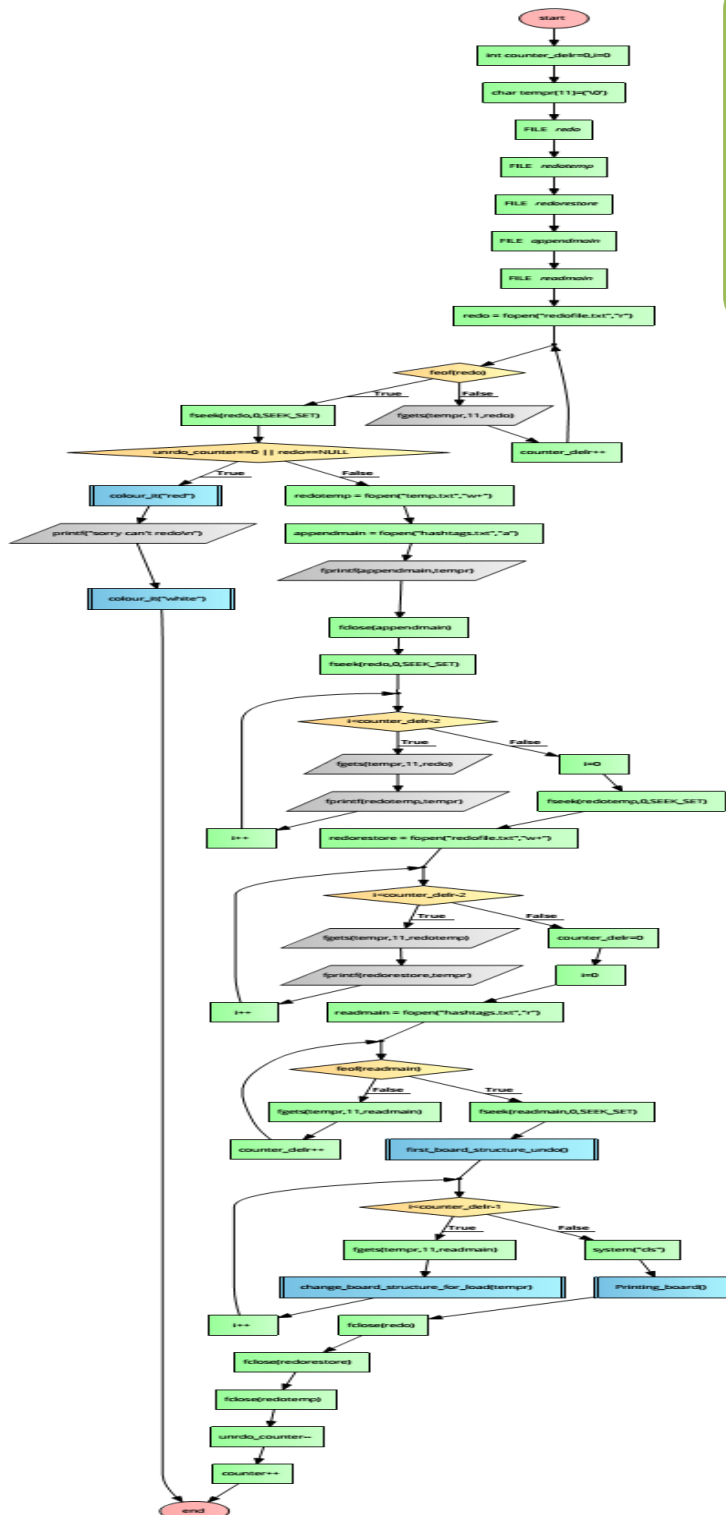 start
int counter_delr=0,i=0
char tempr(11)=('\0')
FILE redo
FILE redotemp
FILE redorestore
FILE appendmain
FILE readmain
redo = fopen("redofile.txt","r")
feof(redo)
True
False
fseek(redo,0,SEEK_SET)
fgets(tempr,11,redo)
unrdo_counter==0 || redo==NULL
counter_delr++
True
False
colour_it("red")
redotemp = fopen("temp.txt","w+")
printf("sorry can't redo\n")
appendmain = fopen("hashtags.txt","a")
fprintf(appendmain,tempr)
colour_it("white")
fclose(appendmain)
fseek(redo,0,SEEK_SET)
i<counter_delr-2
True
False
fgets(tempr,11,redo)
i=0
fprintf(redotemp,tempr)
fseek(redotemp,0,SEEK_SET)
i++
redorestore = fopen("redofile.txt","w+")
i<counter_delr-2
True
False
fgets(tempr,11,redotemp)
counter_delr=0
fprintf(redorestore,tempr)
i=0
i++
readmain = fopen("hashtags.txt","r")
feof(readmain)
False
True
fgets(tempr,11,readmain)
fseek(readmain,0,SEEK_SET)
counter_delr++
first_board_structure_undo()
i<counter_delr-1
True
False
fgets(tempr,11,readmain)
system("cls")
change_board_structure_for_load(tempr)
Printing_board()
i++
fclose(redo)
fclose(redorestore)
fclose(redotemp)
unrdo_counter--
counter++
end